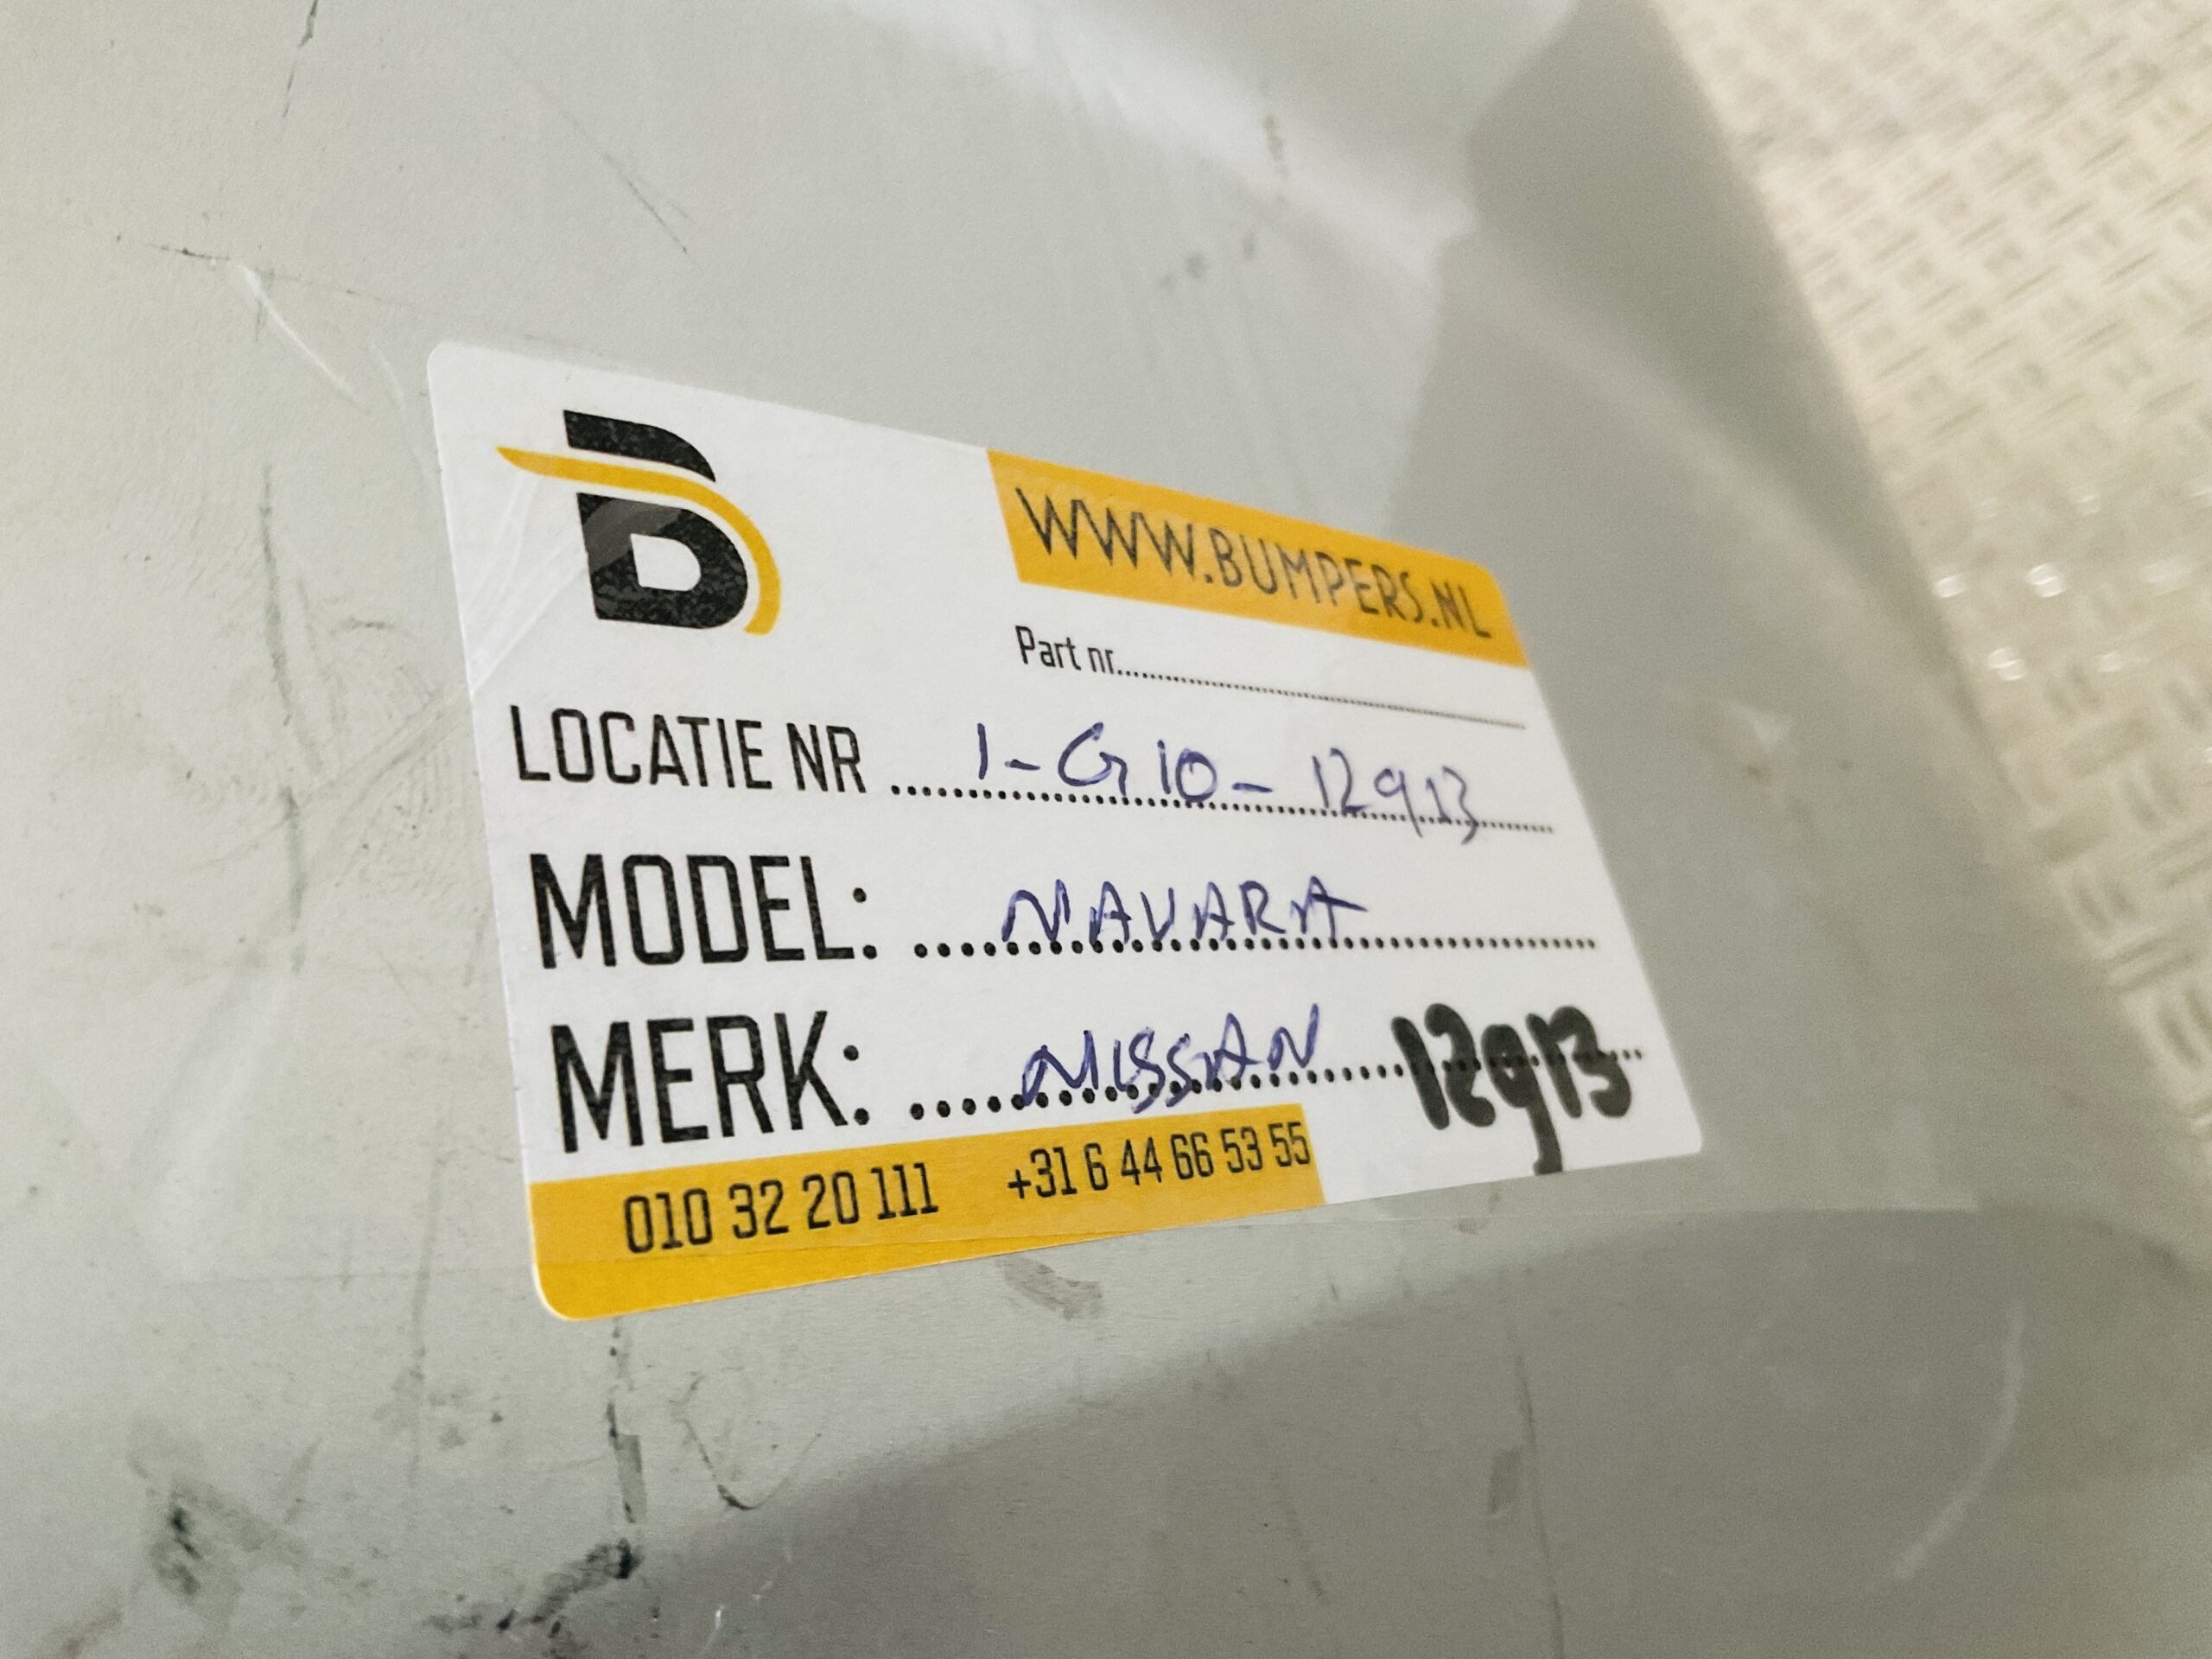 B
WWW.BUMPERS.NL
Part nr..............................
LOCATIE NR ..... 1-G10-12913
MODEL: ..... NAVARA
MERK: ..... NISSAN 12913
010 32 20 111 +31 6 44 66 53 55